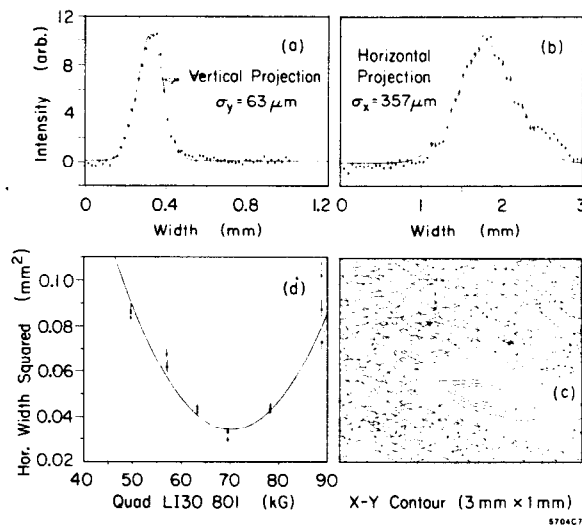 12
8
4
0
Intensity (arb.)
(a)
Vertical Projection
σy = 63 μm
0 0.4 0.8 1.2
Width (mm)
(b)
Horizontal
Projection
σx = 357 μm
0 1 2 3
Width (mm)
0.10
0.08
0.06
0.04
0.02
Hor. Width Squared (mm²)
(d)
40 50 60 70 80 90
Quad LI30 801 (kG)
(c)
X-Y Contour (3 mm × 1 mm)
5704C7